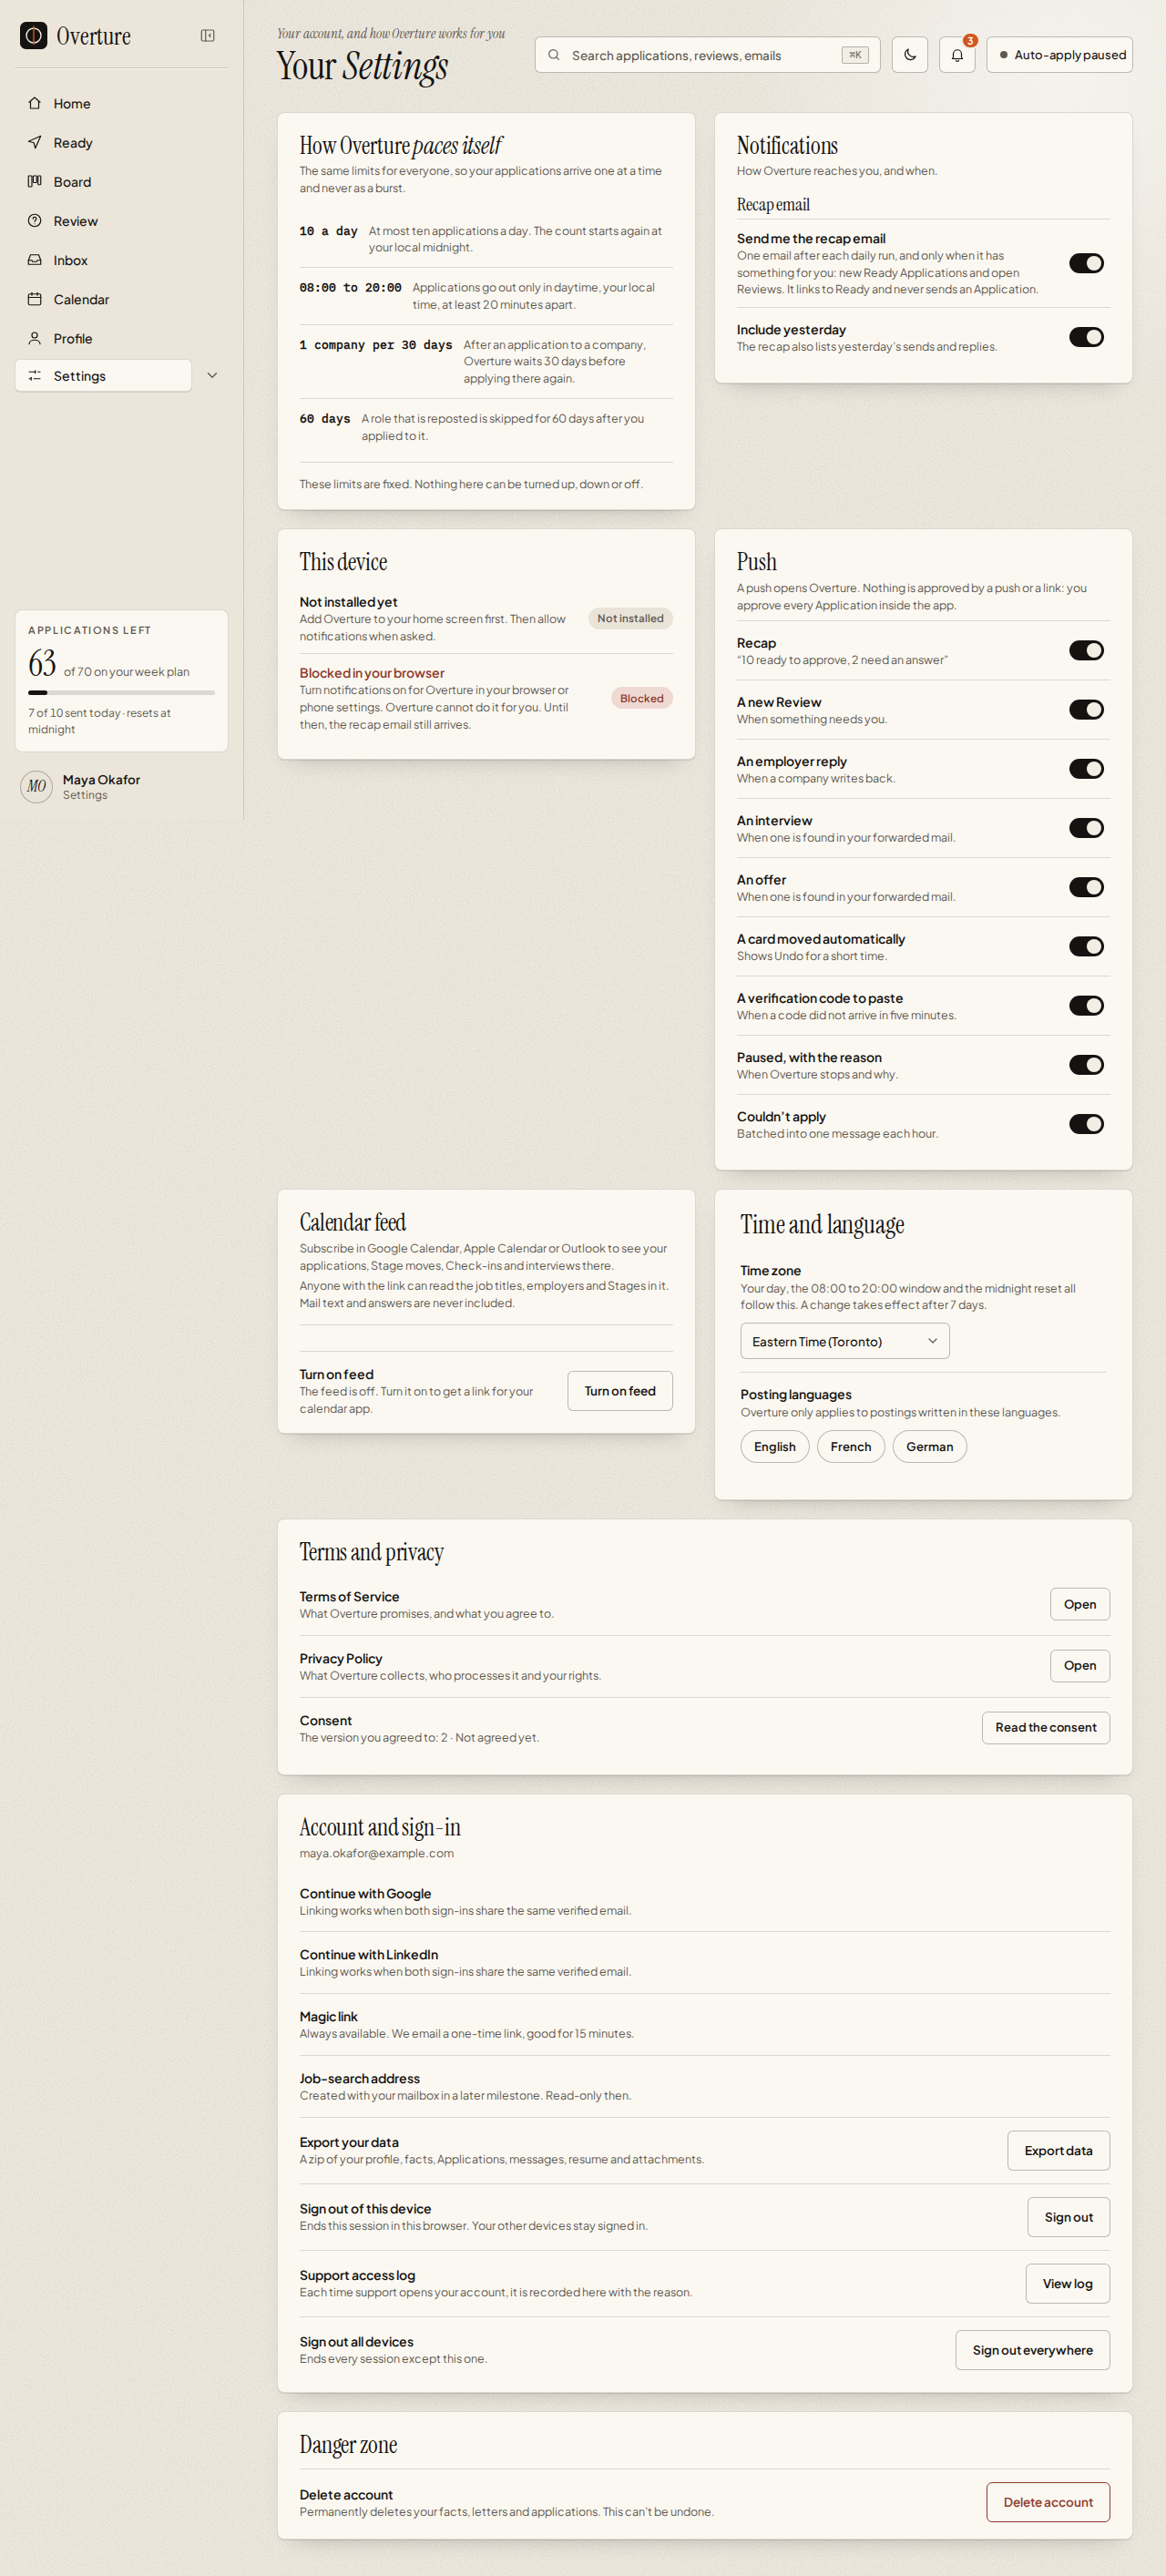 Overture
Home
Ready
Board
Review
Inbox
Calendar
Profile
Settings
APPLICATIONS LEFT
63 of 70 on your week plan
7 of 10 sent today · resets at
midnight
MO
Maya Okafor
Settings
Your account, and how Overture works for you
Your Settings
Search applications, reviews, emails
⌘K
3
Auto-apply paused
How Overture paces itself
The same limits for everyone, so your applications arrive one at a time
and never as a burst.
10 a day
At most ten applications a day. The count starts again at
your local midnight.
08:00 to 20:00
Applications go out only in daytime, your local
time, at least 20 minutes apart.
1 company per 30 days
After an application to a company,
Overture waits 30 days before
applying there again.
60 days
A role that is reposted is skipped for 60 days after you
applied to it.
These limits are fixed. Nothing here can be turned up, down or off.
Notifications
How Overture reaches you, and when.
Recap email
Send me the recap email
One email after each daily run, and only when it has
something for you: new Ready Applications and open
Reviews. It links to Ready and never sends an Application.
Include yesterday
The recap also lists yesterday's sends and replies.
This device
Not installed yet
Add Overture to your home screen first. Then allow
notifications when asked.
Not installed
Blocked in your browser
Turn notifications on for Overture in your browser or
phone settings. Overture cannot do it for you. Until
then, the recap email still arrives.
Blocked
Push
A push opens Overture. Nothing is approved by a push or a link: you
approve every Application inside the app.
Recap
"10 ready to approve, 2 need an answer"
A new Review
When something needs you.
An employer reply
When a company writes back.
An interview
When one is found in your forwarded mail.
An offer
When one is found in your forwarded mail.
A card moved automatically
Shows Undo for a short time.
A verification code to paste
When a code did not arrive in five minutes.
Paused, with the reason
When Overture stops and why.
Couldn't apply
Batched into one message each hour.
Calendar feed
Subscribe in Google Calendar, Apple Calendar or Outlook to see your
applications, Stage moves, Check-ins and interviews there.
Anyone with the link can read the job titles, employers and Stages in it.
Mail text and answers are never included.
Turn on feed
The feed is off. Turn it on to get a link for your
calendar app.
Turn on feed
Time and language
Time zone
Your day, the 08:00 to 20:00 window and the midnight reset all
follow this. A change takes effect after 7 days.
Eastern Time (Toronto)
Posting languages
Overture only applies to postings written in these languages.
English
French
German
Terms and privacy
Terms of Service
What Overture promises, and what you agree to.
Open
Privacy Policy
What Overture collects, who processes it and your rights.
Open
Consent
The version you agreed to: 2 · Not agreed yet.
Read the consent
Account and sign-in
maya.okafor@example.com
Continue with Google
Linking works when both sign-ins share the same verified email.
Continue with LinkedIn
Linking works when both sign-ins share the same verified email.
Magic link
Always available. We email a one-time link, good for 15 minutes.
Job-search address
Created with your mailbox in a later milestone. Read-only then.
Export your data
A zip of your profile, facts, Applications, messages, resume and attachments.
Export data
Sign out of this device
Ends this session in this browser. Your other devices stay signed in.
Sign out
Support access log
Each time support opens your account, it is recorded here with the reason.
View log
Sign out all devices
Ends every session except this one.
Sign out everywhere
Danger zone
Delete account
Permanently deletes your facts, letters and applications. This can't be undone.
Delete account